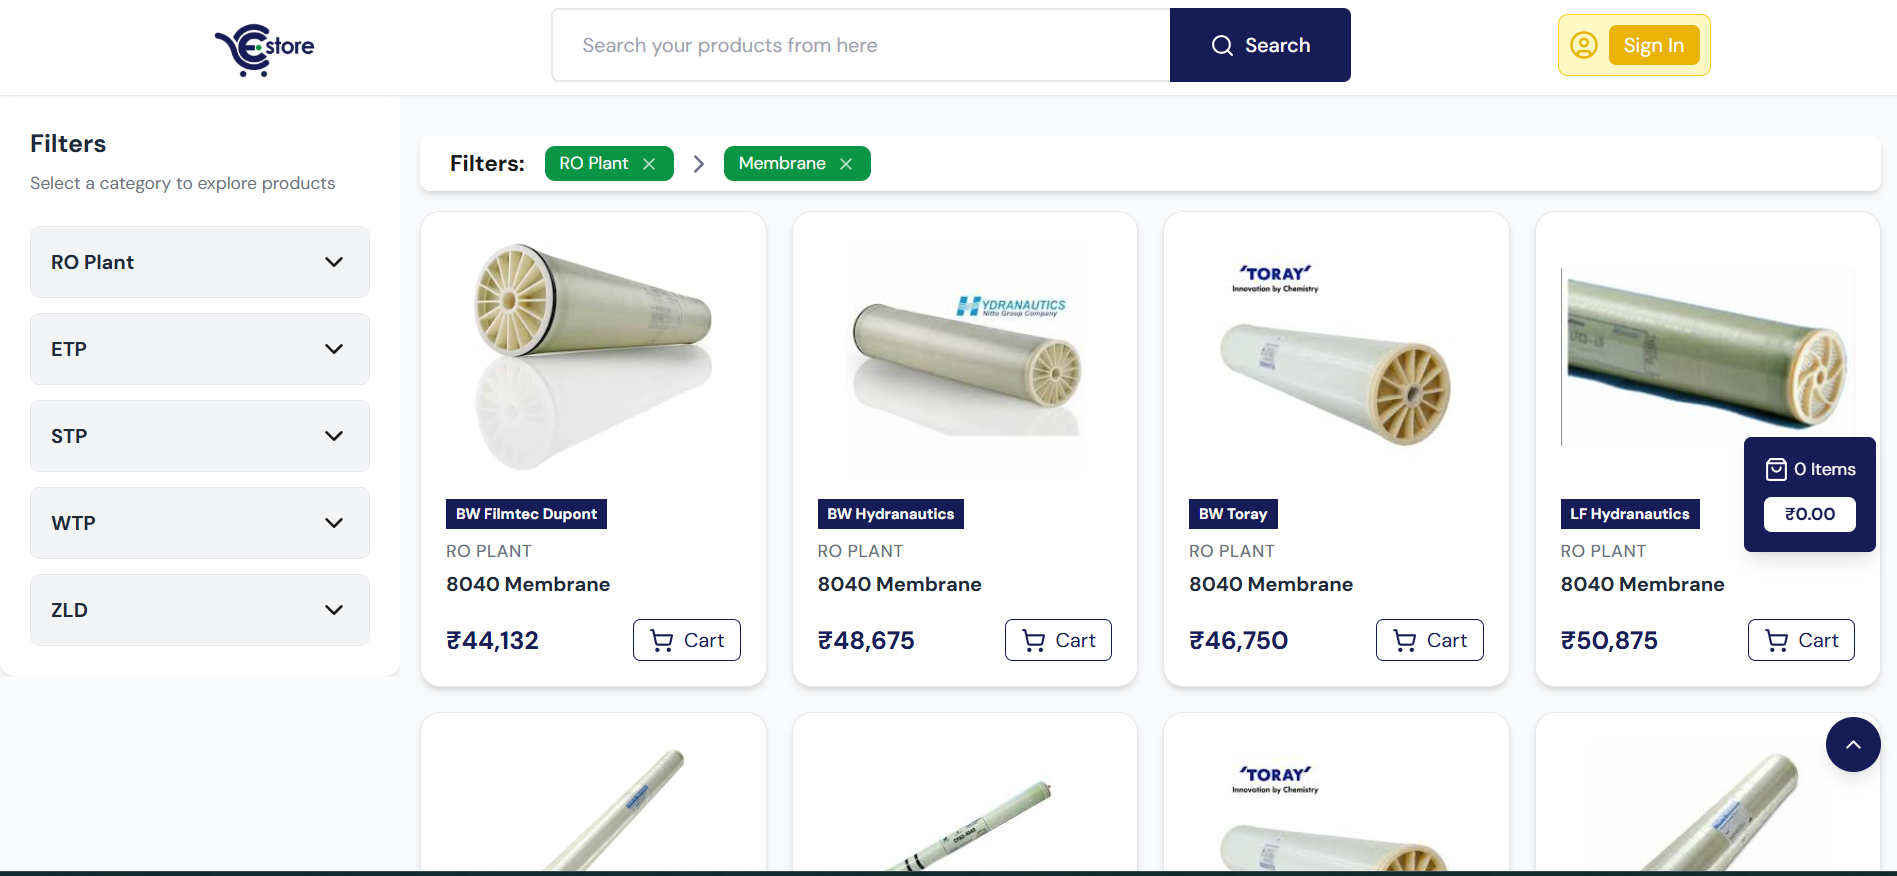 E·store
Search your products from here
Search
Sign In
Filters
Select a category to explore products
RO Plant
ETP
STP
WTP
ZLD
Filters:
RO Plant
Membrane
BW Filmtec Dupont
RO PLANT
8040 Membrane
₹44,132
Cart
HYDRANAUTICS
Nitto Group Company
BW Hydranautics
RO PLANT
8040 Membrane
₹48,675
Cart
'TORAY'
Innovation by Chemistry
BW Toray
RO PLANT
8040 Membrane
₹46,750
Cart
LF Hydranautics
RO PLANT
8040 Membrane
₹50,875
Cart
0 Items
₹0.00
'TORAY'
Innovation by Chemistry